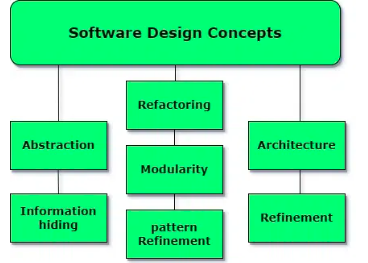 Software Design Concepts
Refactoring
Abstraction
Architecture
Modularity
Information
hiding
pattern
Refinement
Refinement